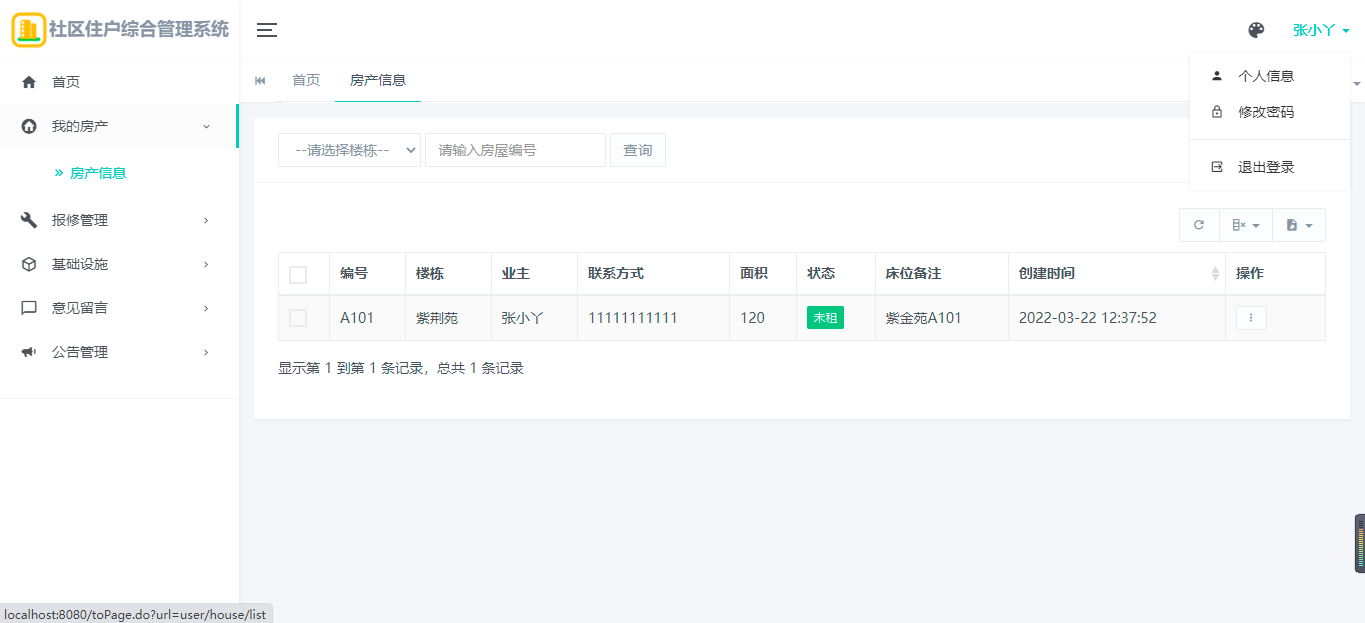 社区住户综合管理系统
张小丫
首页
我的房产
房产信息
报修管理
基础设施
意见留言
公告管理
首页
房产信息
个人信息
修改密码
退出登录
--请选择楼栋--
请输入房屋编号
查询
编号 楼栋 业主 联系方式 面积 状态 床位备注 创建时间 操作
A101 紫荆苑 张小丫 11111111111 120 未租 紫金苑A101 2022-03-22 12:37:52
显示第 1 到第 1 条记录，总共 1 条记录
localhost:8080/toPage.do?url=user/house/list